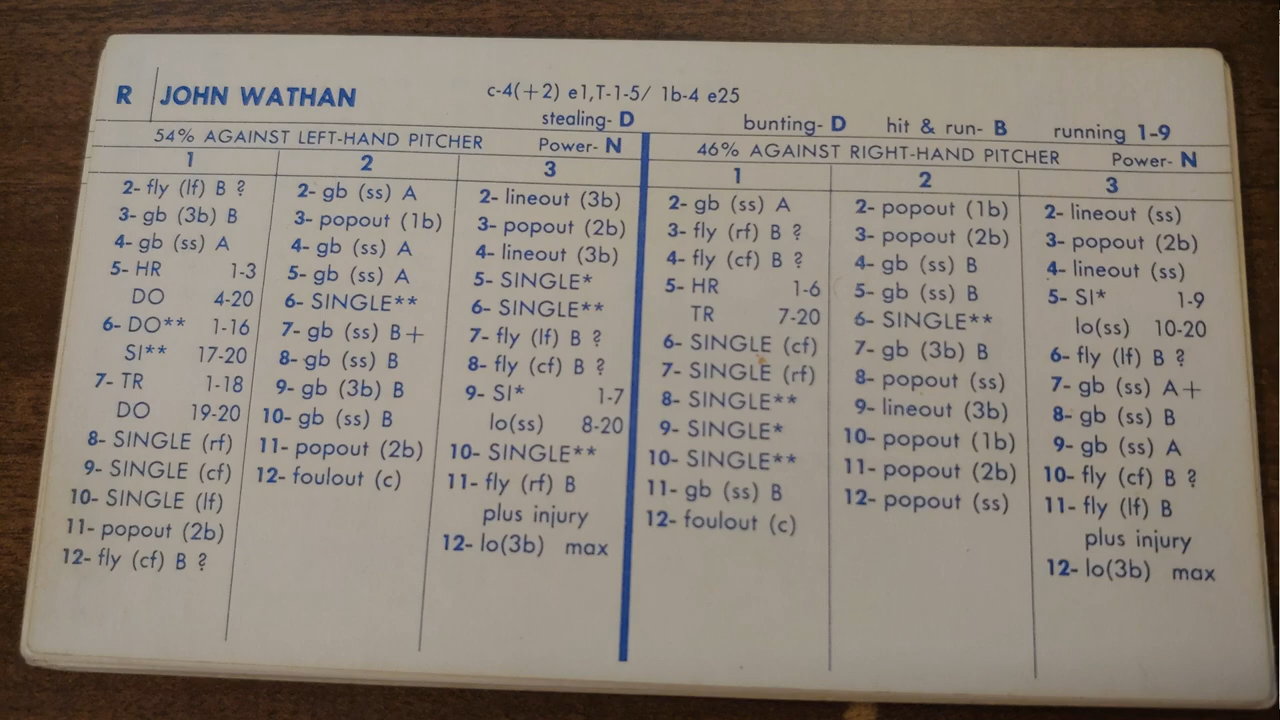 R JOHN WATHAN c-4(+2) e1,T-1-5/ 1b-4 e25
stealing- D bunting- D hit & run- B running 1-9
54% AGAINST LEFT-HAND PITCHER Power- N
1
2- fly (lf) B ?
3- gb (3b) B
4- gb (ss) A
5- HR 1-3
DO 4-20
6- DO** 1-16
SI** 17-20
7- TR 1-18
DO 19-20
8- SINGLE (rf)
9- SINGLE (cf)
10- SINGLE (lf)
11- popout (2b)
12- fly (cf) B ?
2
2- gb (ss) A
3- popout (1b)
4- gb (ss) A
5- gb (ss) A
6- SINGLE**
7- gb (ss) B+
8- gb (ss) B
9- gb (3b) B
10- gb (ss) B
11- popout (2b)
12- foulout (c)
3
2- lineout (3b)
3- popout (2b)
4- lineout (3b)
5- SINGLE*
6- SINGLE**
7- fly (lf) B ?
8- fly (cf) B ?
9- SI* 1-7
lo(ss) 8-20
10- SINGLE**
11- fly (rf) B
plus injury
12- lo(3b) max
46% AGAINST RIGHT-HAND PITCHER Power- N
1
2- gb (ss) A
3- fly (rf) B ?
4- fly (cf) B ?
5- HR 1-6
TR 7-20
6- SINGLE (cf)
7- SINGLE (rf)
8- SINGLE**
9- SINGLE*
10- SINGLE**
11- gb (ss) B
12- foulout (c)
2
2- popout (1b)
3- popout (2b)
4- gb (ss) B
5- gb (ss) B
6- SINGLE**
7- gb (3b) B
8- popout (ss)
9- lineout (3b)
10- popout (1b)
11- popout (2b)
12- popout (ss)
3
2- lineout (ss)
3- popout (2b)
4- lineout (ss)
5- SI* 1-9
lo(ss) 10-20
6- fly (lf) B ?
7- gb (ss) A+
8- gb (ss) B
9- gb (ss) A
10- fly (cf) B ?
11- fly (lf) B
plus injury
12- lo(3b) max